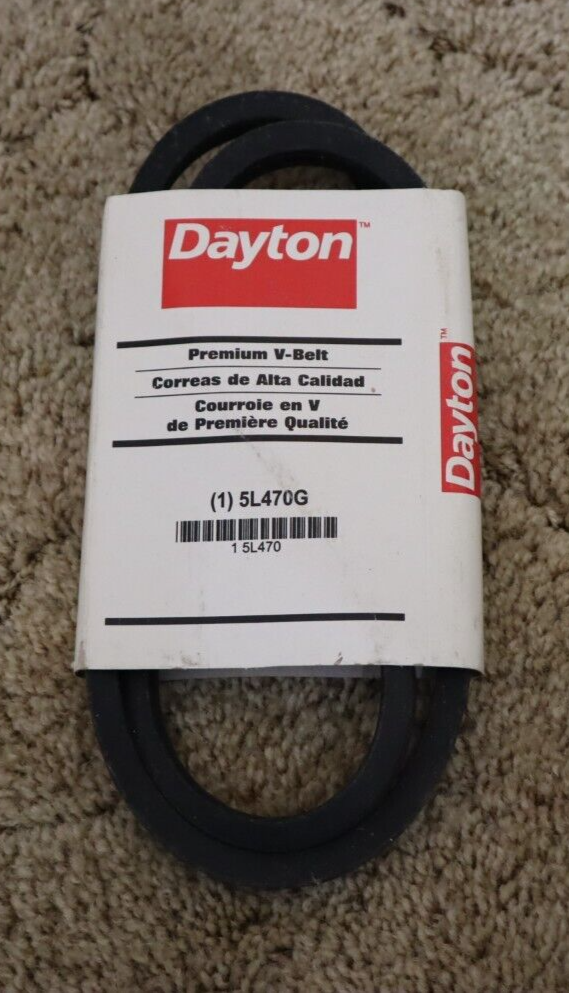 Dayton™
Premium V-Belt
Correas de Alta Calidad
Courroie en V
de Première Qualité
(1) 5L470G
1 5L470
Dayton™